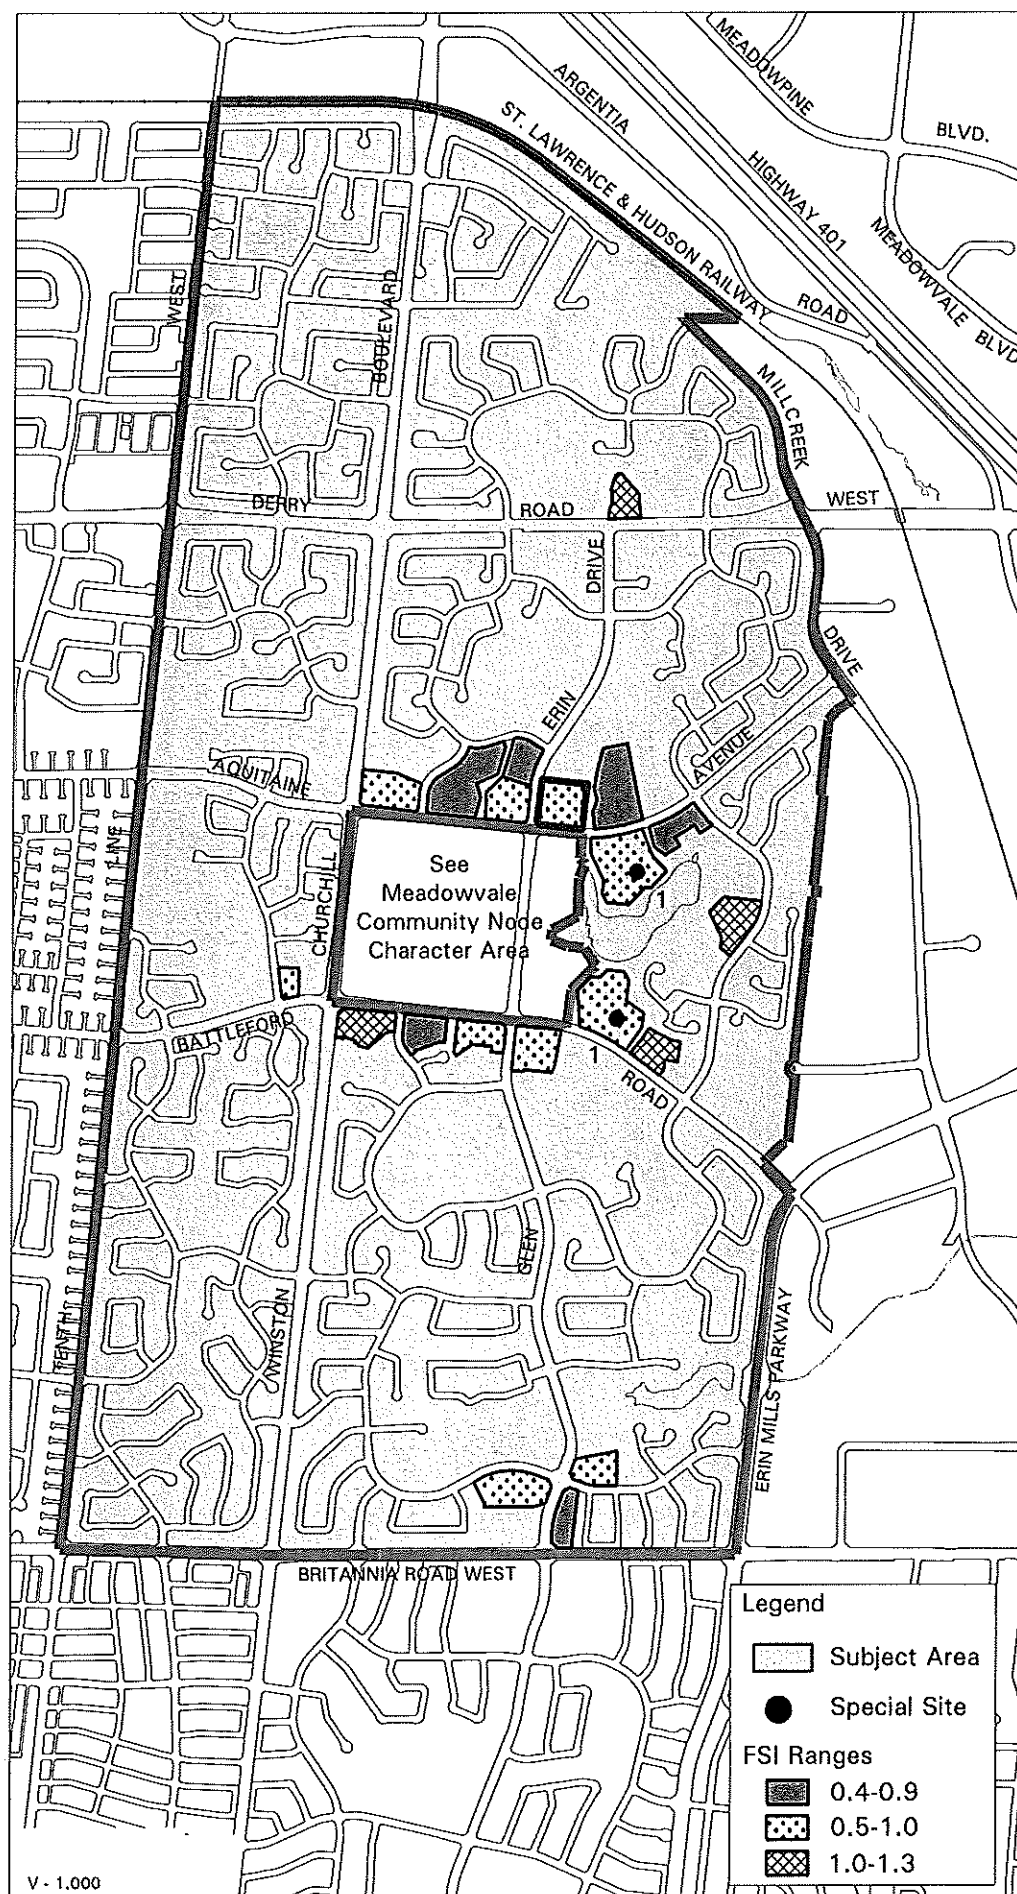 MEADOWPINE
BLVD.
ARGENTIA
ROAD
ST. LAWRENCE & HUDSON RAILWAY
HIGHWAY 401
MEADOWVALE BLVD
WEST
BOULEVARD
MILLCREEK
DERRY
ROAD
WEST
DRIVE
DRIVE
ERIN
AVENUE
AQUITAINE
LINE
CHURCHILL
See
Meadowvale
Community Node
Character Area
1
BATTLEFORD
1
ROAD
GLEN
WINSTON
TENTH
ERIN MILLS PARKWAY
BRITANNIA ROAD WEST
Legend
Subject Area
Special Site
FSI Ranges
0.4-0.9
0.5-1.0
1.0-1.3
V - 1.000